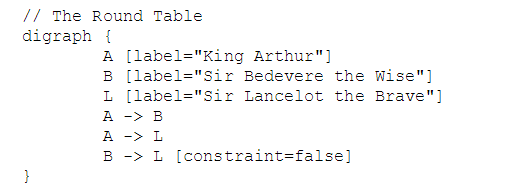 // The Round Table
digraph {
        A [label="King Arthur"]
        B [label="Sir Bedevere the Wise"]
        L [label="Sir Lancelot the Brave"]
        A -> B
        A -> L
        B -> L [constraint=false]
}